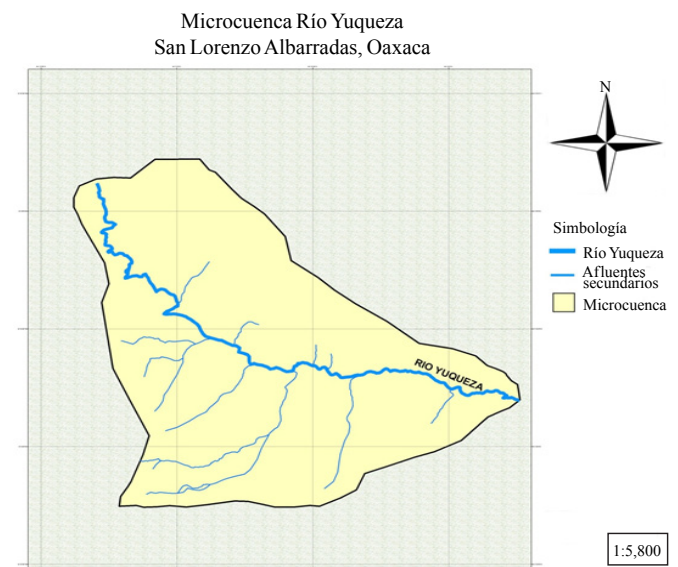 Microcuenca Río Yuqueza
San Lorenzo Albarradas, Oaxaca
N
Simbología
Río Yuqueza
Afluentes
secundarios
Microcuenca
RIO YUQUEZA
1:5,800